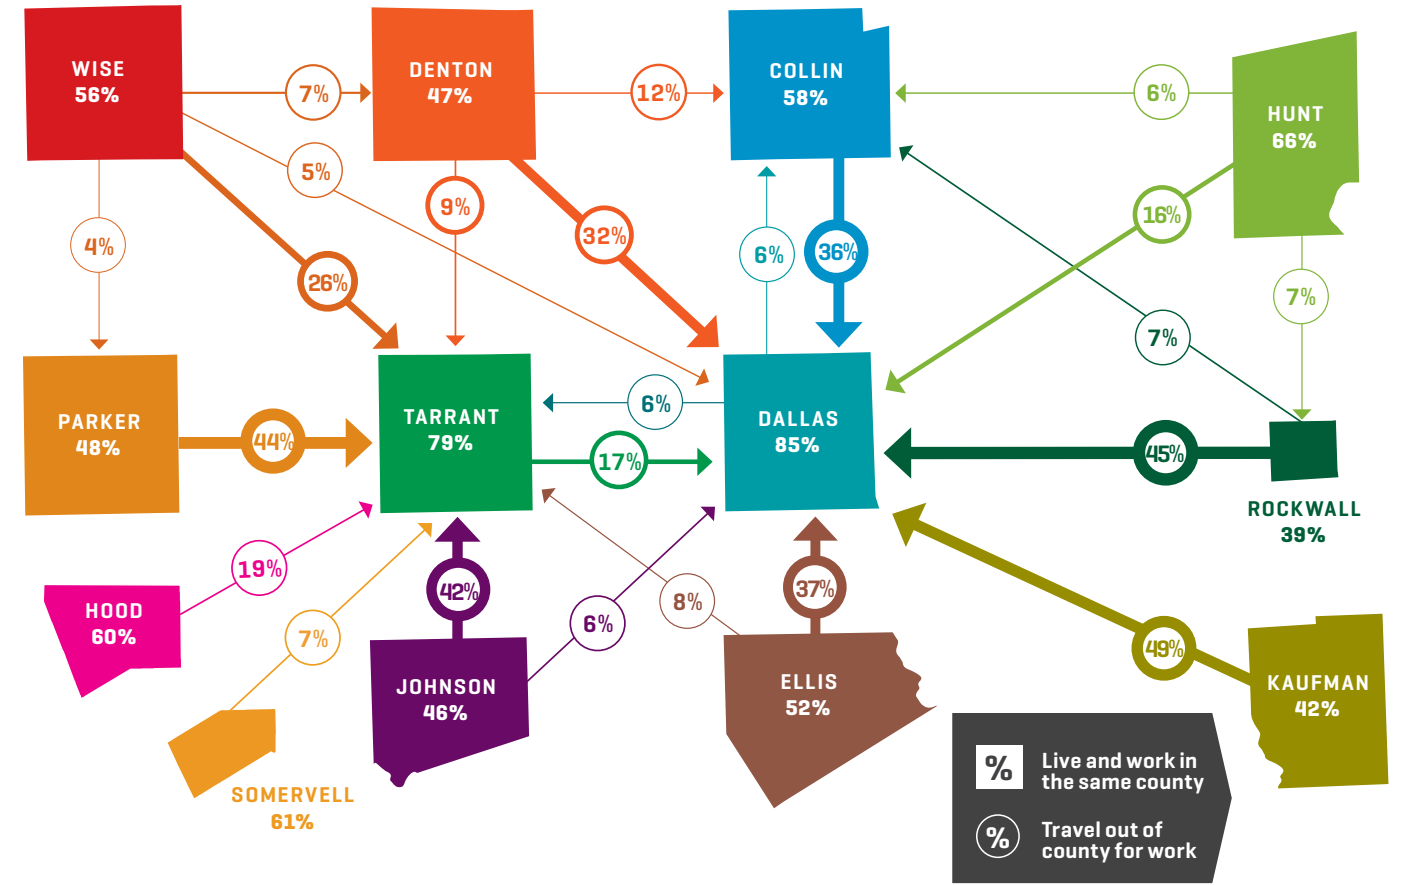 WISE
56%
7%
DENTON
47%
12%
COLLIN
58%
6%
HUNT
66%
5%
4%
9%
26%
32%
6%
36%
16%
7%
7%
PARKER
48%
44%
TARRANT
79%
6%
17%
DALLAS
85%
45%
ROCKWALL
39%
19%
HOOD
60%
7%
SOMERVELL
61%
42%
JOHNSON
46%
6%
8%
37%
ELLIS
52%
49%
KAUFMAN
42%
% Live and work in
the same county
% Travel out of
county for work